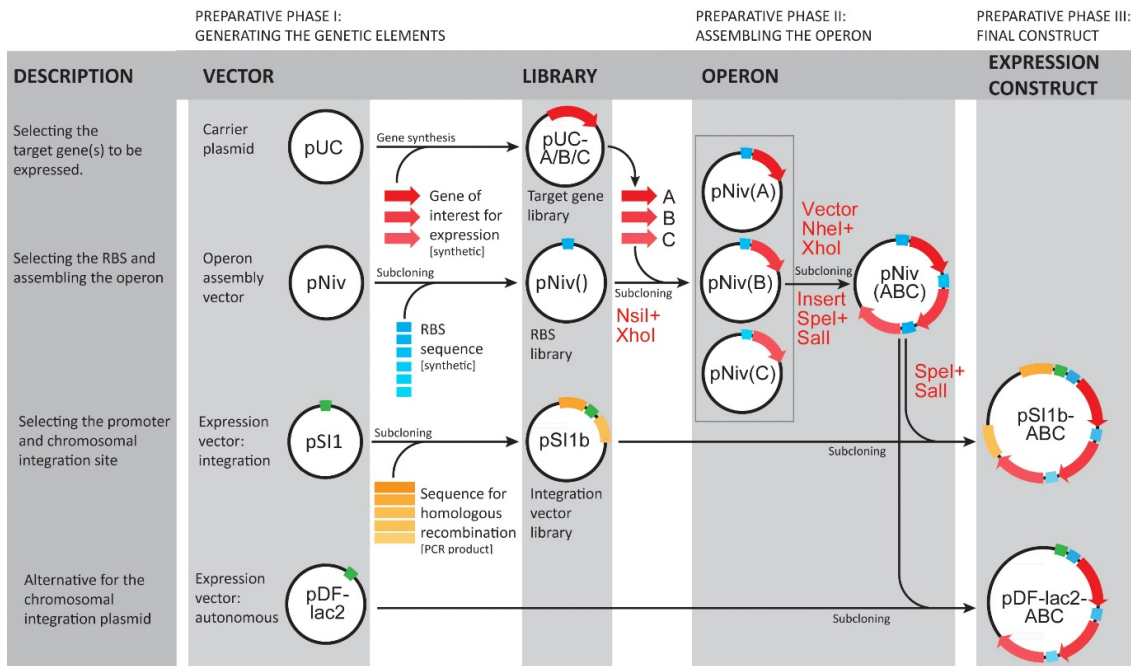 PREPARATIVE PHASE I:
GENERATING THE GENETIC ELEMENTS
PREPARATIVE PHASE II:
ASSEMBLING THE OPERON
PREPARATIVE PHASE III:
FINAL CONSTRUCT
DESCRIPTION
VECTOR
LIBRARY
OPERON
EXPRESSION
CONSTRUCT
Selecting the
target gene(s) to be
expressed.
Carrier
plasmid
pUC
Gene synthesis
Gene of
interest for
expression
[synthetic]
pUC-
A/B/C
Target gene
library
A
B
C
Selecting the RBS and
assembling the operon
Operon
assembly
vector
pNiv
Subcloning
RBS
sequence
[synthetic]
pNiv()
RBS
library
Subcloning
NsiI+
XhoI
pNiv(A)
pNiv(B)
pNiv(C)
Vector
NheI+
XhoI
Subcloning
Insert
SpeI+
SalI
pNiv
(ABC)
SpeI+
SalI
Selecting the promoter
and chromosomal
integration site
Expression
vector:
integration
pSI1
Subcloning
Sequence for
homologous
recombination
[PCR product]
pSI1b
Integration
vector
library
Subcloning
pSI1b-
ABC
Alternative for the
chromosomal
integration plasmid
Expression
vector:
autonomous
pDF-
lac2
Subcloning
pDF-lac2-
ABC